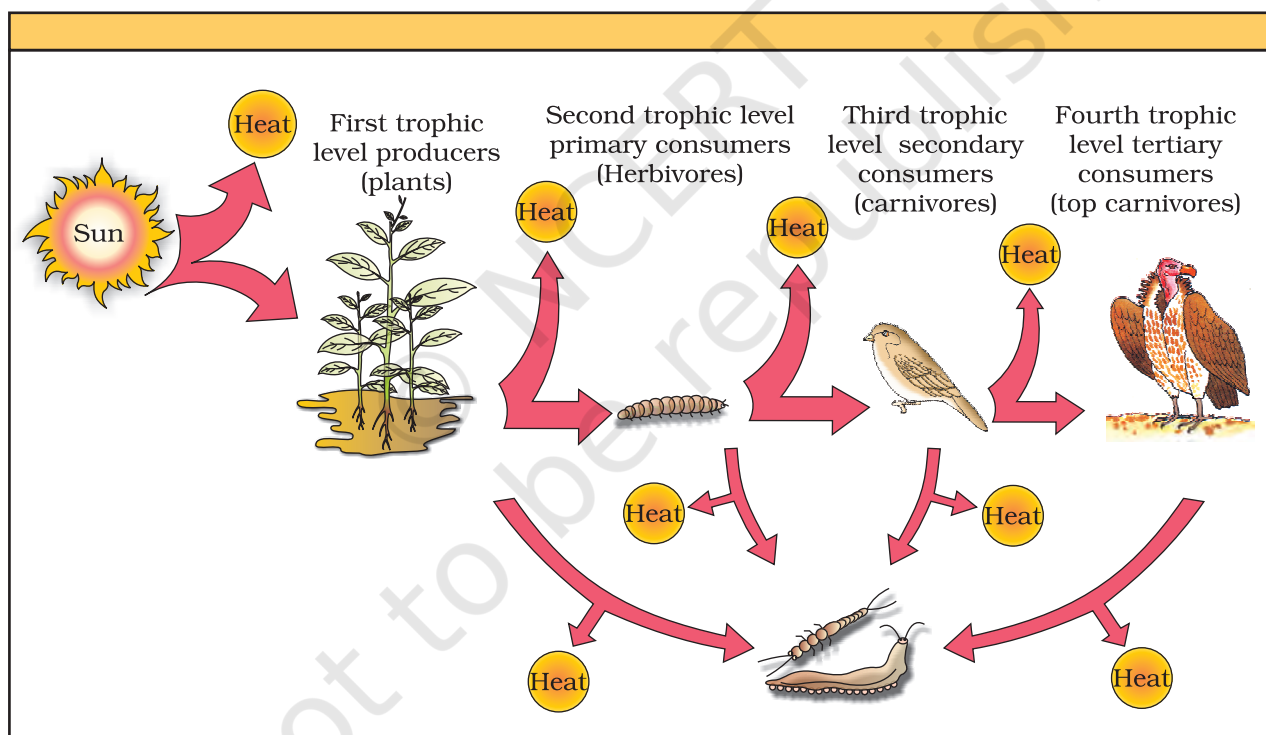 Heat
First trophic
level producers
(plants)
Second trophic level
primary consumers
(Herbivores)
Third trophic
level secondary
consumers
(carnivores)
Fourth trophic
level tertiary
consumers
(top carnivores)
Sun
Heat
Heat
Heat
Heat
Heat
Heat
Heat
© NCERT
not to be republish